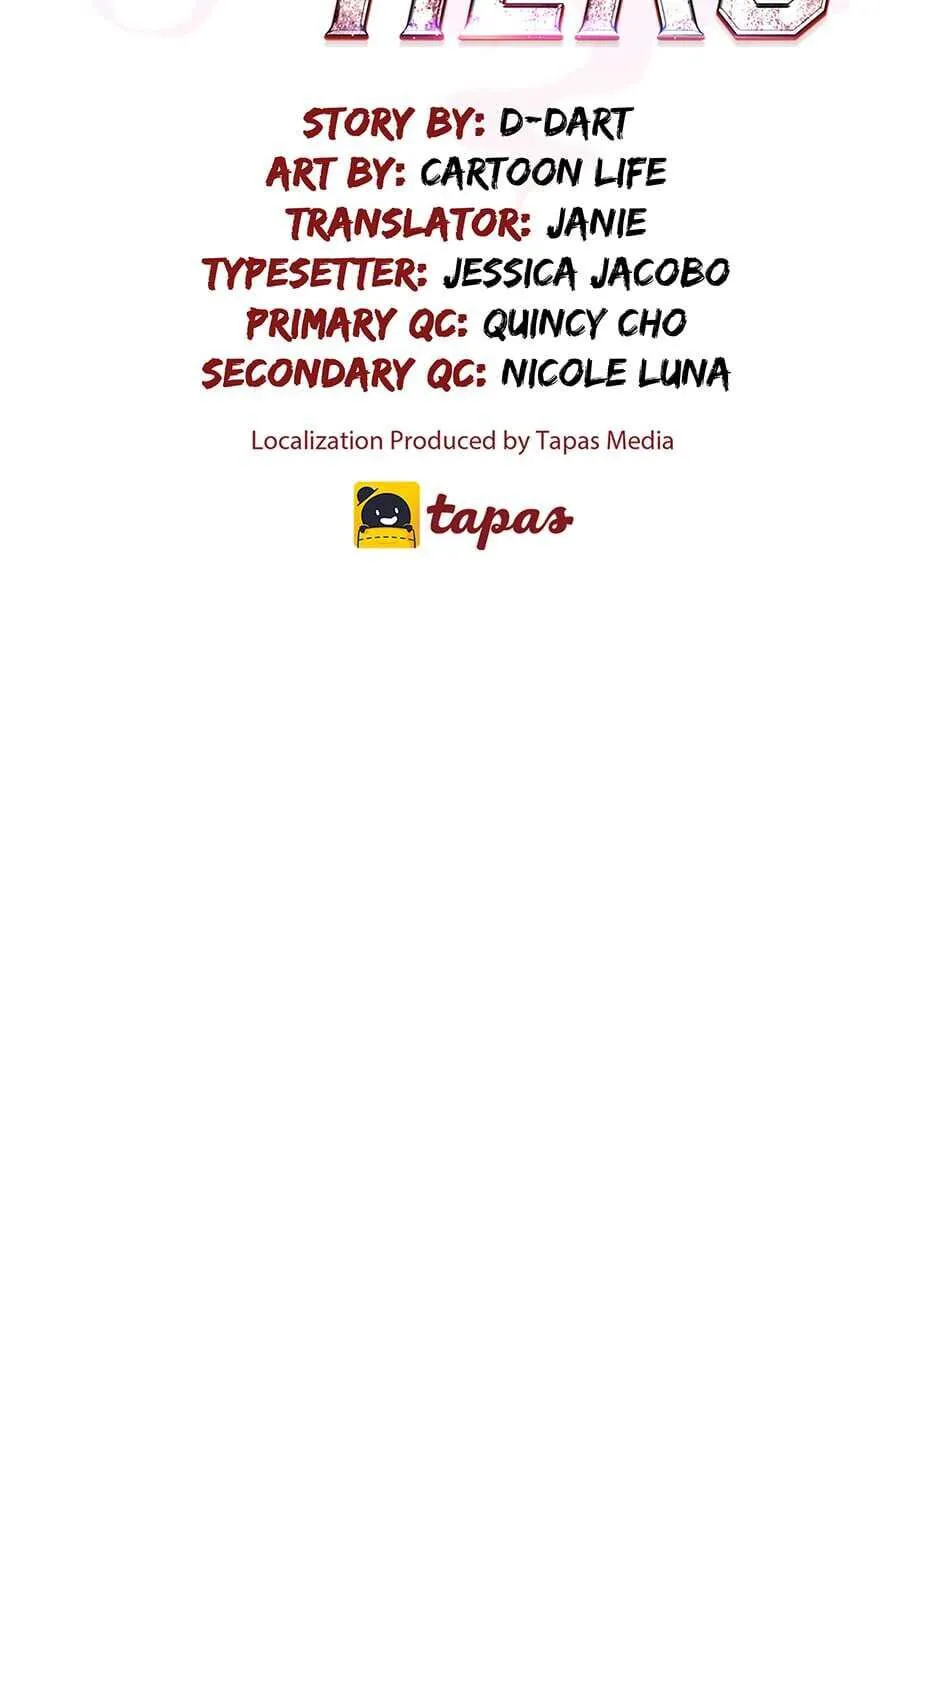 HERO
STORY BY: D-DART
ART BY: CARTOON LIFE
TRANSLATOR: JANIE
TYPESETTER: JESSICA JACOBO
PRIMARY QC: QUINCY CHO
SECONDARY QC: NICOLE LUNA
Localization Produced by Tapas Media
tapas